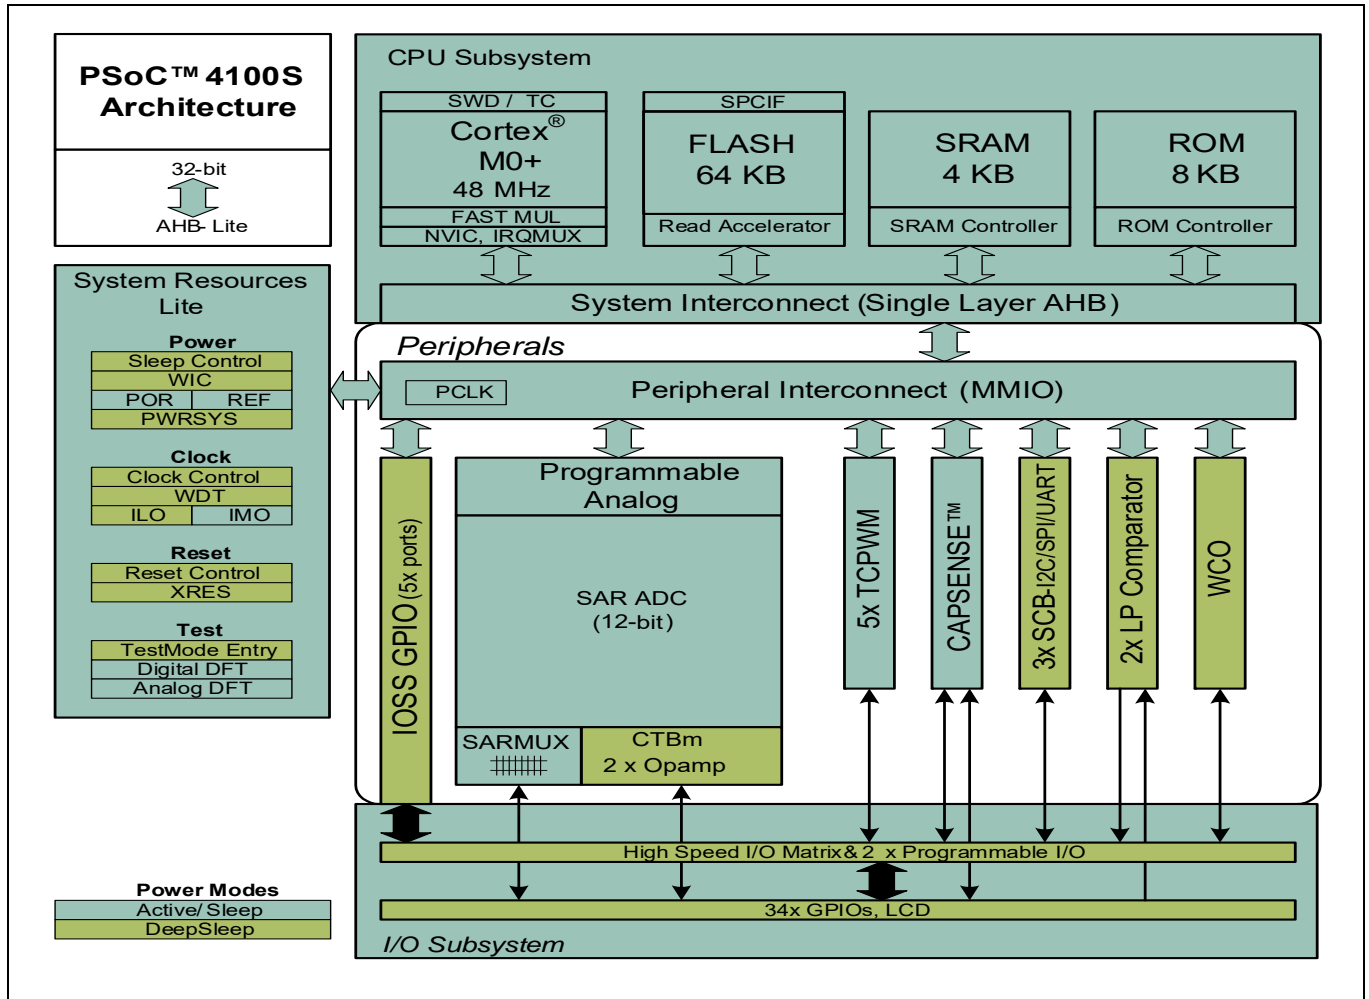 PSoC™ 4100S
Architecture
32-bit
AHB- Lite
CPU Subsystem
SWD / TC
Cortex®
M0+
48 MHz
FAST MUL
NVIC, IRQMUX
SPCIF
FLASH
64 KB
Read Accelerator
SRAM
4 KB
SRAM Controller
ROM
8 KB
ROM Controller
System Interconnect (Single Layer AHB)
System Resources
Lite
Power
Sleep Control
WIC
POR REF
PWRSYS
Clock
Clock Control
WDT
ILO IMO
Reset
Reset Control
XRES
Test
TestMode Entry
Digital DFT
Analog DFT
Peripherals
PCLK
Peripheral Interconnect (MMIO)
IOSS GPIO (5x ports)
Programmable
Analog
SAR ADC
(12-bit)
SARMUX
CTBm
2 x Opamp
5x TCPWM
CAPSENSE™
3x SCB-I2C/SPI/UART
2x LP Comparator
WCO
High Speed I/O Matrix& 2 x Programmable I/O
34x GPIOs, LCD
I/O Subsystem
Power Modes
Active/ Sleep
DeepSleep